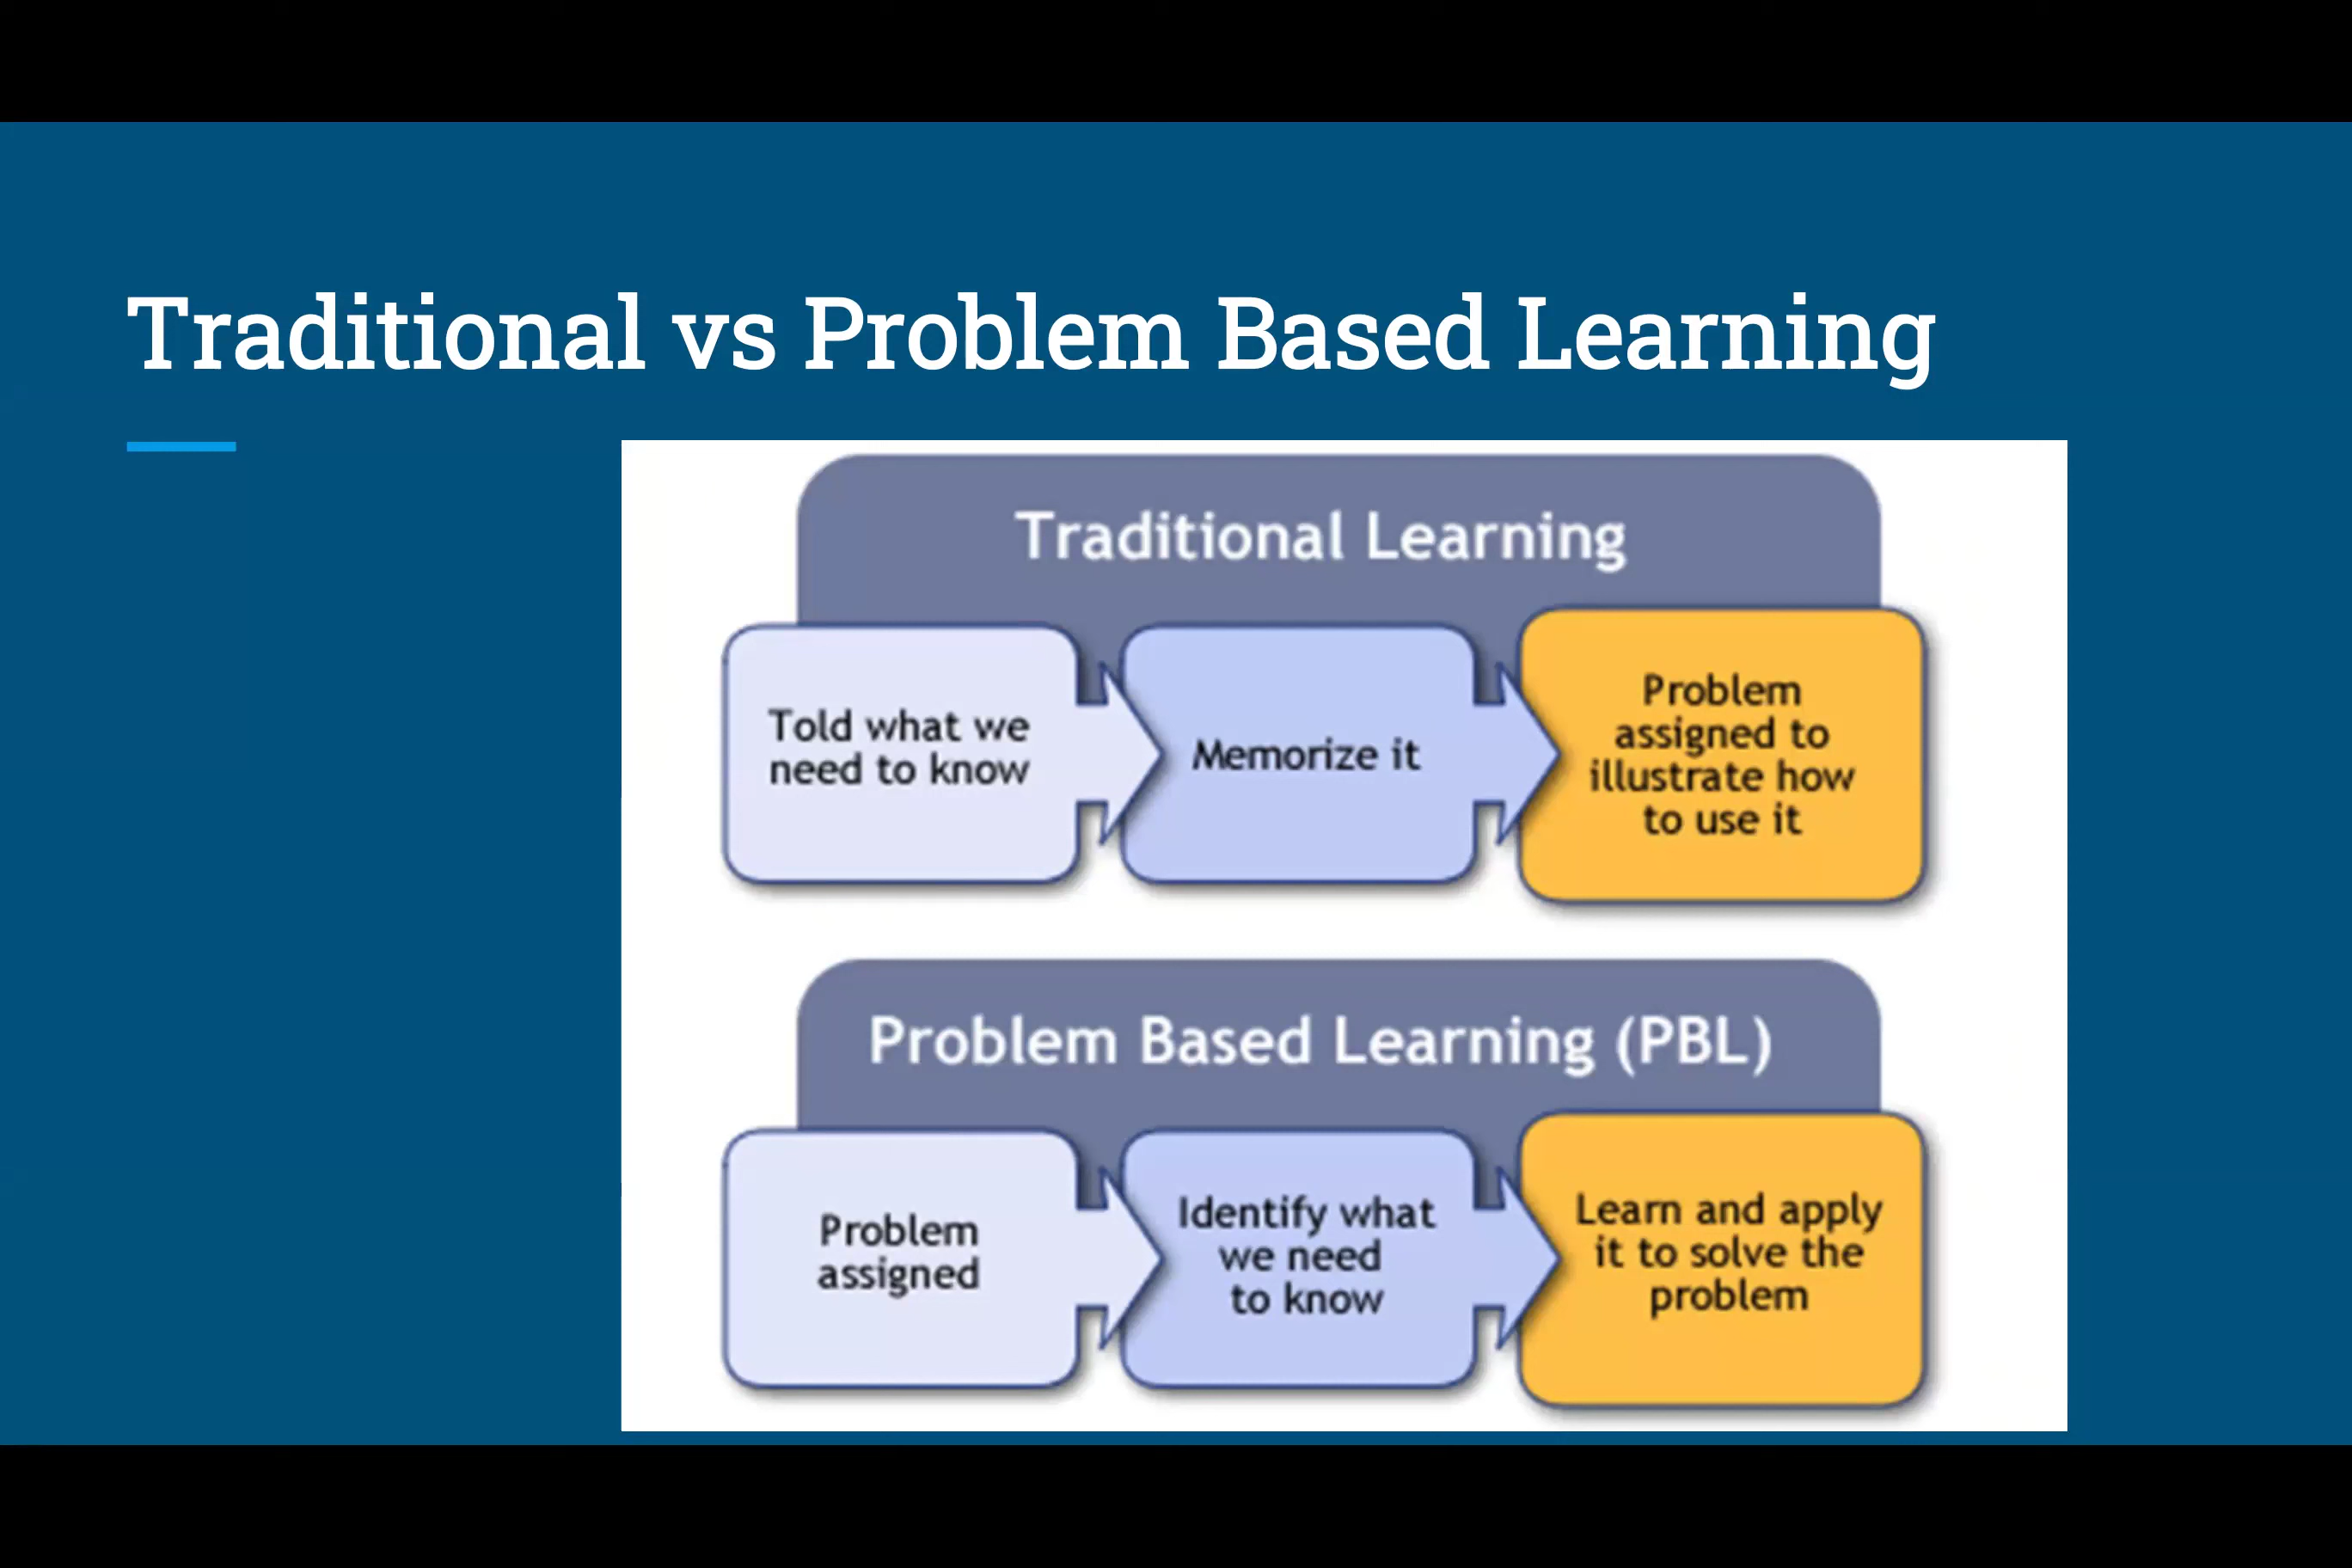 Traditional vs Problem Based Learning
Traditional Learning
Told what we
need to know
Memorize it
Problem
assigned to
illustrate how
to use it
Problem Based Learning (PBL)
Problem
assigned
Identify what
we need
to know
Learn and apply
it to solve the
problem